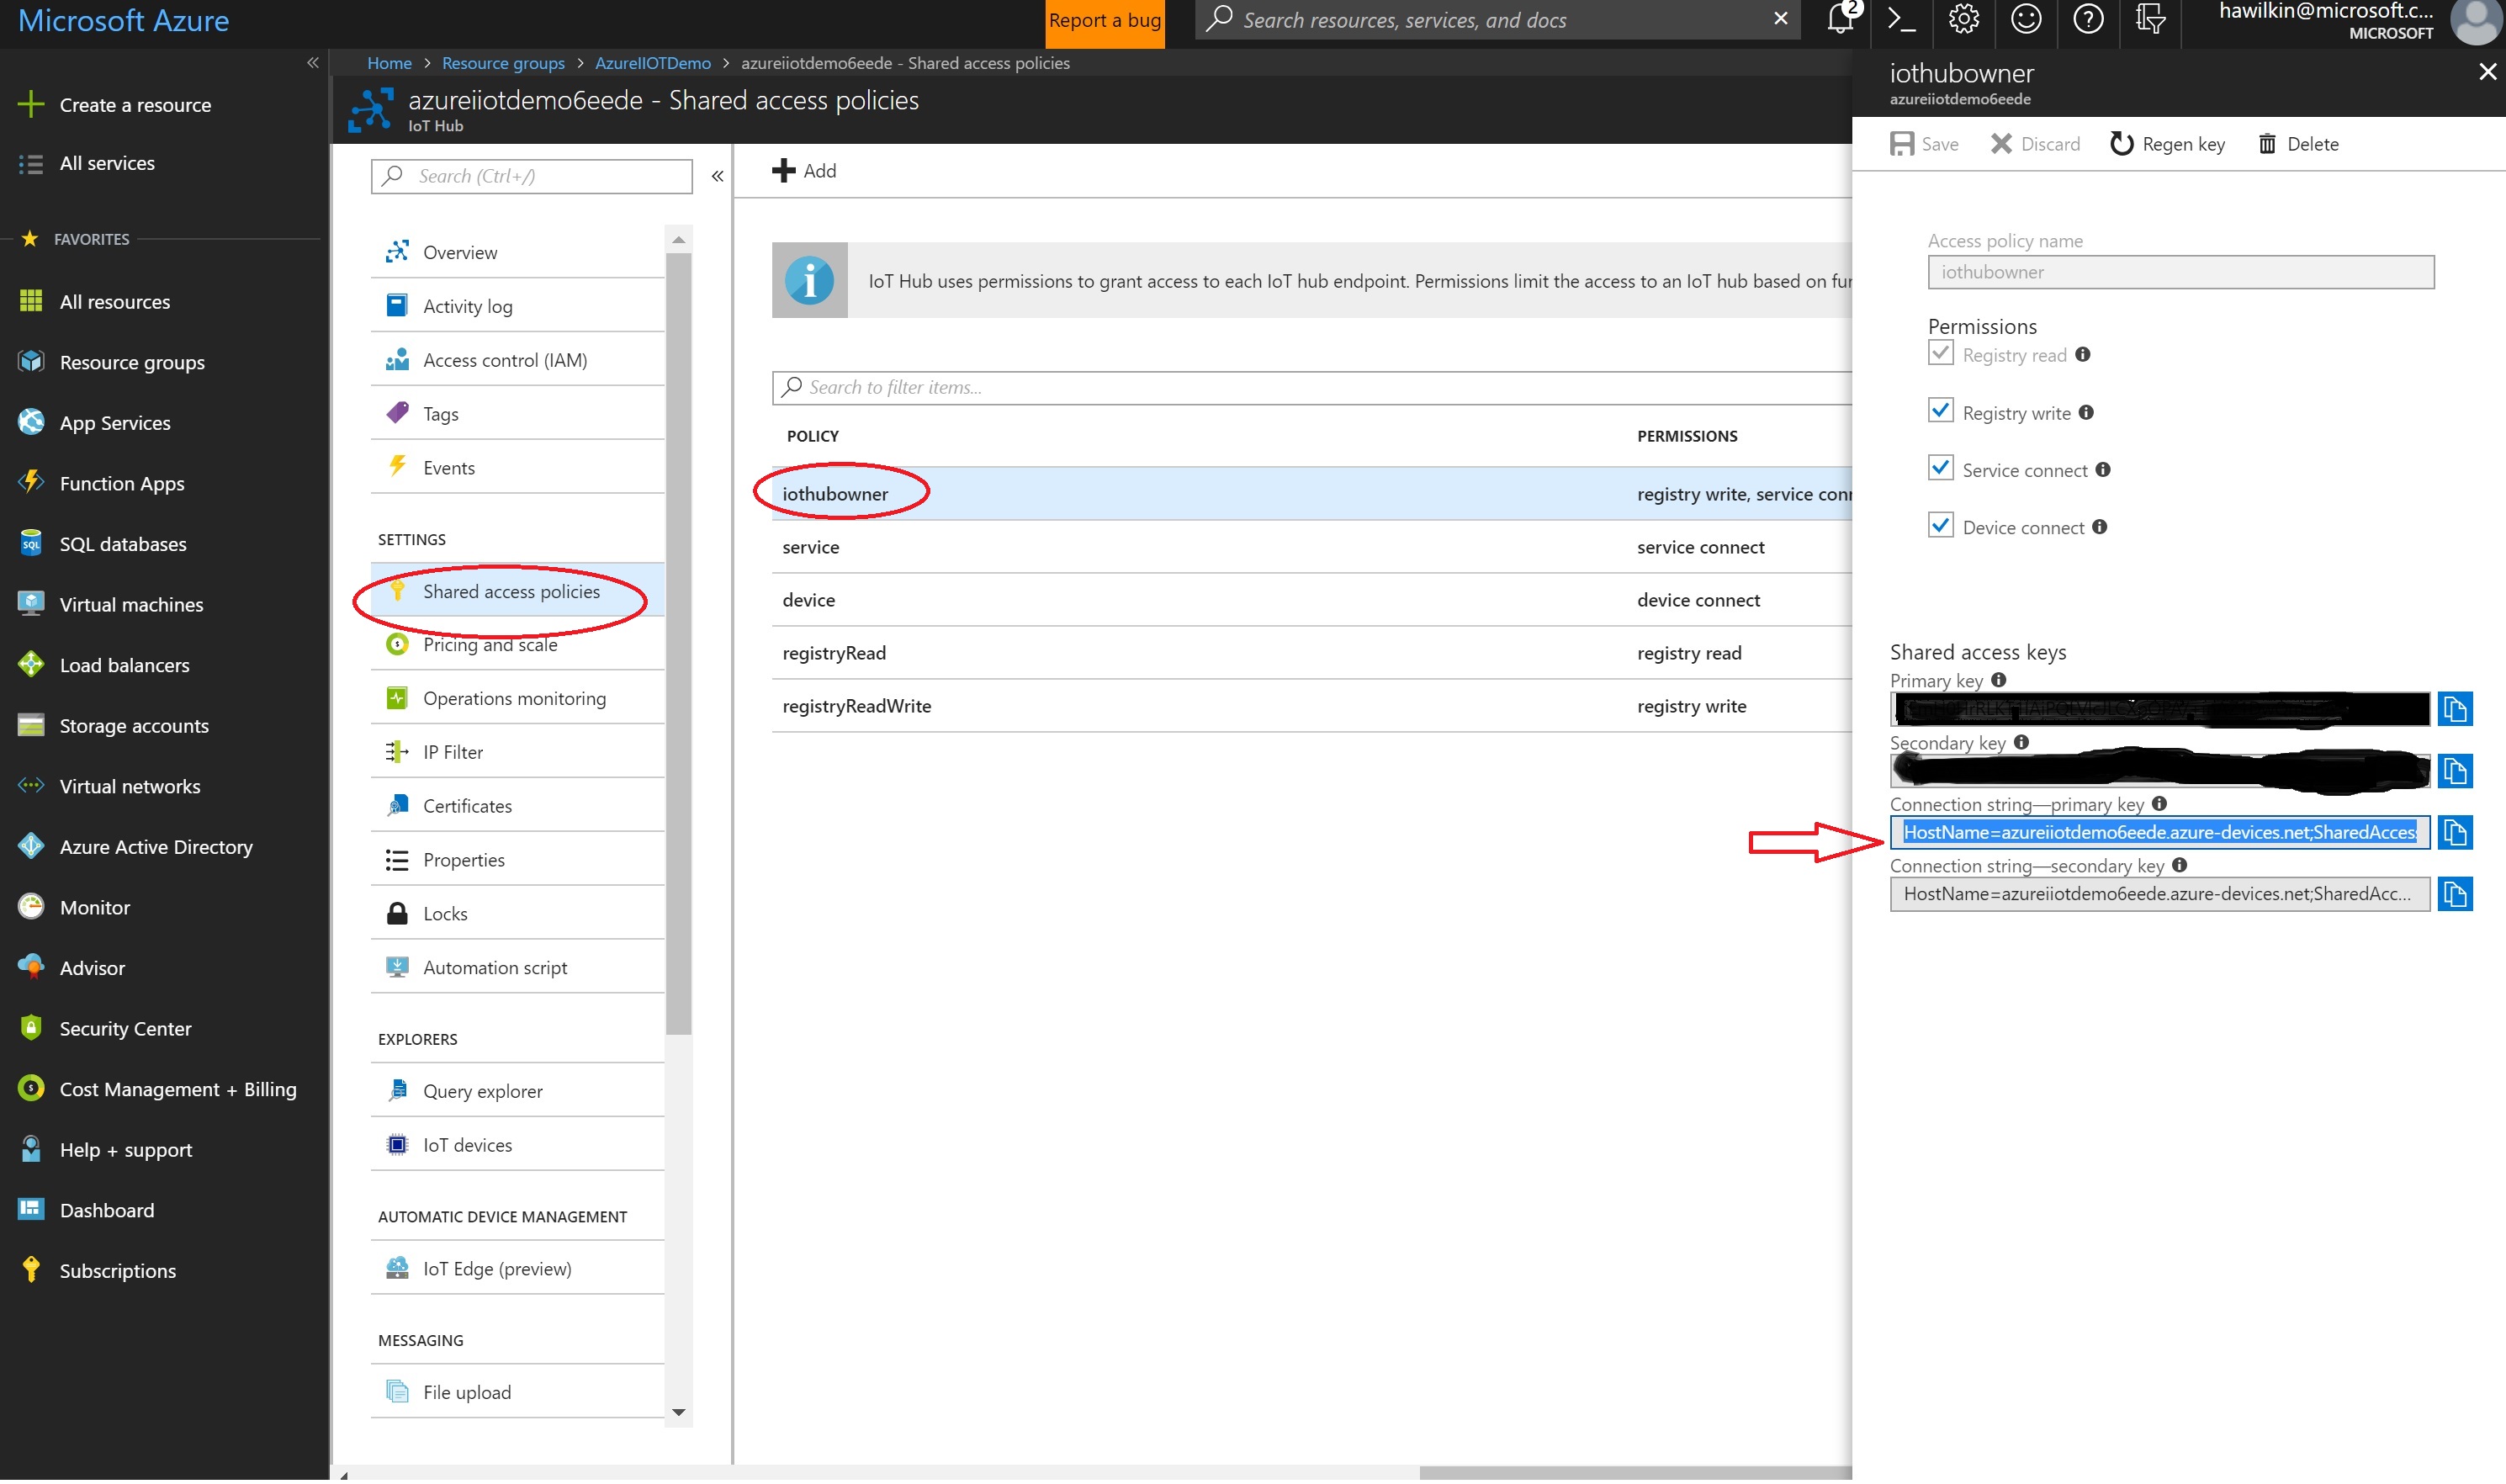 Microsoft Azure
Report a bug
Search resources, services, and docs
2
hawilkin@microsoft.c...
MICROSOFT
Create a resource
All services
FAVORITES
All resources
Resource groups
App Services
Function Apps
SQL databases
Virtual machines
Load balancers
Storage accounts
Virtual networks
Azure Active Directory
Monitor
Advisor
Security Center
Cost Management + Billing
Help + support
Dashboard
Subscriptions
Home > Resource groups > AzureIIOTDemo > azureiiotdemo6eede - Shared access policies
azureiiotdemo6eede - Shared access policies
IoT Hub
Search (Ctrl+/)
Overview
Activity log
Access control (IAM)
Tags
Events
SETTINGS
Shared access policies
Pricing and scale
Operations monitoring
IP Filter
Certificates
Properties
Locks
Automation script
EXPLORERS
Query explorer
IoT devices
AUTOMATIC DEVICE MANAGEMENT
IoT Edge (preview)
MESSAGING
File upload
Add
IoT Hub uses permissions to grant access to each IoT hub endpoint. Permissions limit the access to an IoT hub based on fur
Search to filter items...
POLICY PERMISSIONS
iothubowner registry write, service conn
service service connect
device device connect
registryRead registry read
registryReadWrite registry write
iothubowner
azureiiotdemo6eede
Save Discard Regen key Delete
Access policy name
iothubowner
Permissions
Registry read
Registry write
Service connect
Device connect
Shared access keys
Primary key
Secondary key
Connection string—primary key
HostName=azureiiotdemo6eede.azure-devices.net;SharedAccess
Connection string—secondary key
HostName=azureiiotdemo6eede.azure-devices.net;SharedAcc...